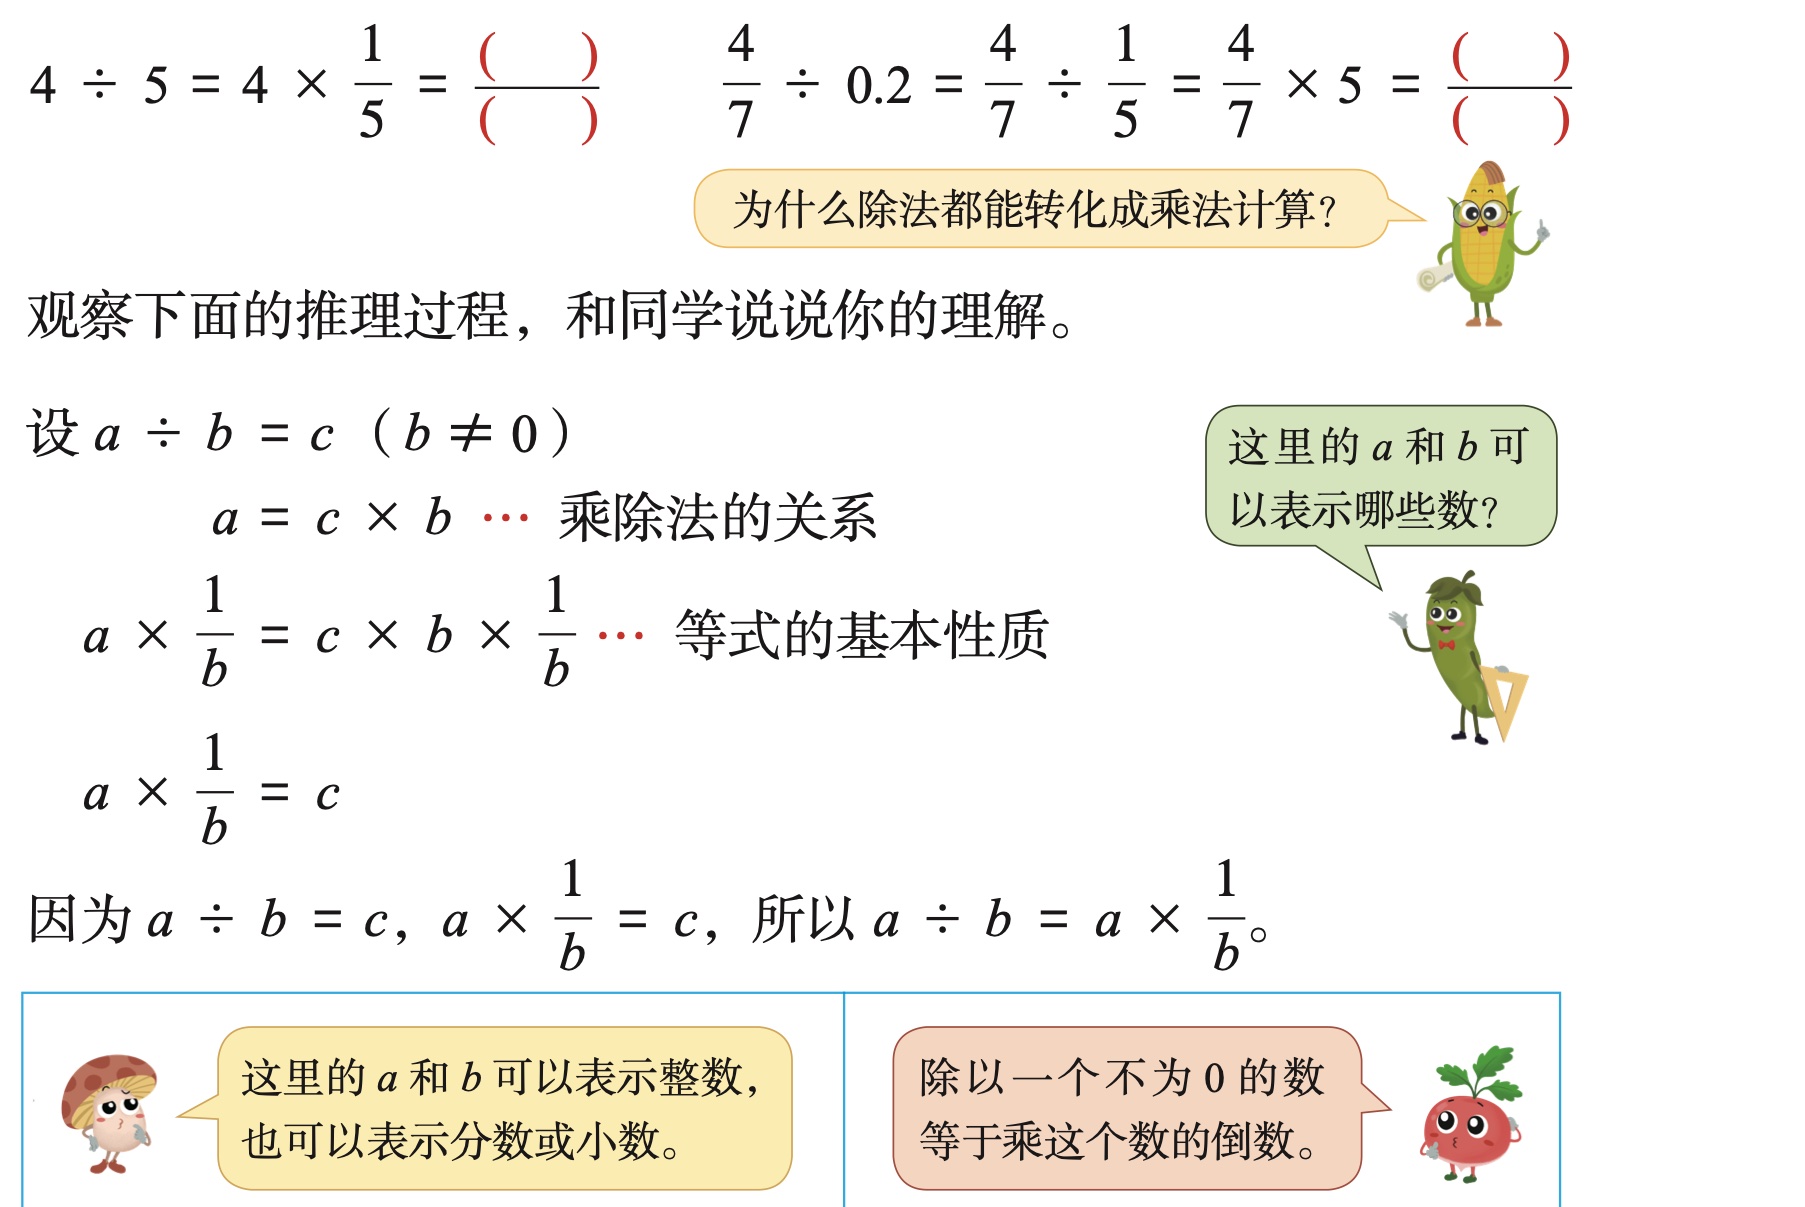 4 ÷ 5 = 4 × 1/5 = (  )/(  )  4/7 ÷ 0.2 = 4/7 ÷ 1/5 = 4/7 × 5 = (  )/(  )
为什么除法都能转化成乘法计算？
观察下面的推理过程，和同学说说你的理解。
设 a ÷ b = c（b ≠ 0）
a = c × b … 乘除法的关系
a × 1/b = c × b × 1/b … 等式的基本性质
a × 1/b = c
这里的 a 和 b 可
以表示哪些数？
因为 a ÷ b = c，a × 1/b = c，所以 a ÷ b = a × 1/b。
这里的 a 和 b 可以表示整数，
也可以表示分数或小数。
除以一个不为 0 的数
等于乘这个数的倒数。